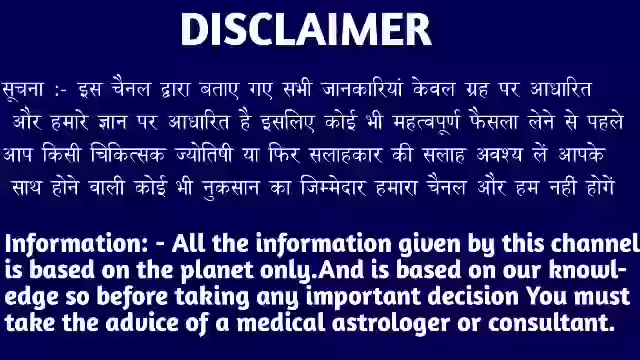 DISCLAIMER
सूचना :- इस चैनल द्वारा बताए गए सभी जानकारियां केवल ग्रह पर आधारित
और हमारे ज्ञान पर आधारित है इसलिए कोई भी महत्वपूर्ण फैसला लेने से पहले
आप किसी चिकित्सक ज्योतिषी या फिर सलाहकार की सलाह अवश्य लें आपके
साथ होने वाली कोई भी नुकसान का जिम्मेदार हमारा चैनल और हम नही होगें
Information: - All the information given by this channel
is based on the planet only.And is based on our knowl-
edge so before taking any important decision You must
take the advice of a medical astrologer or consultant.